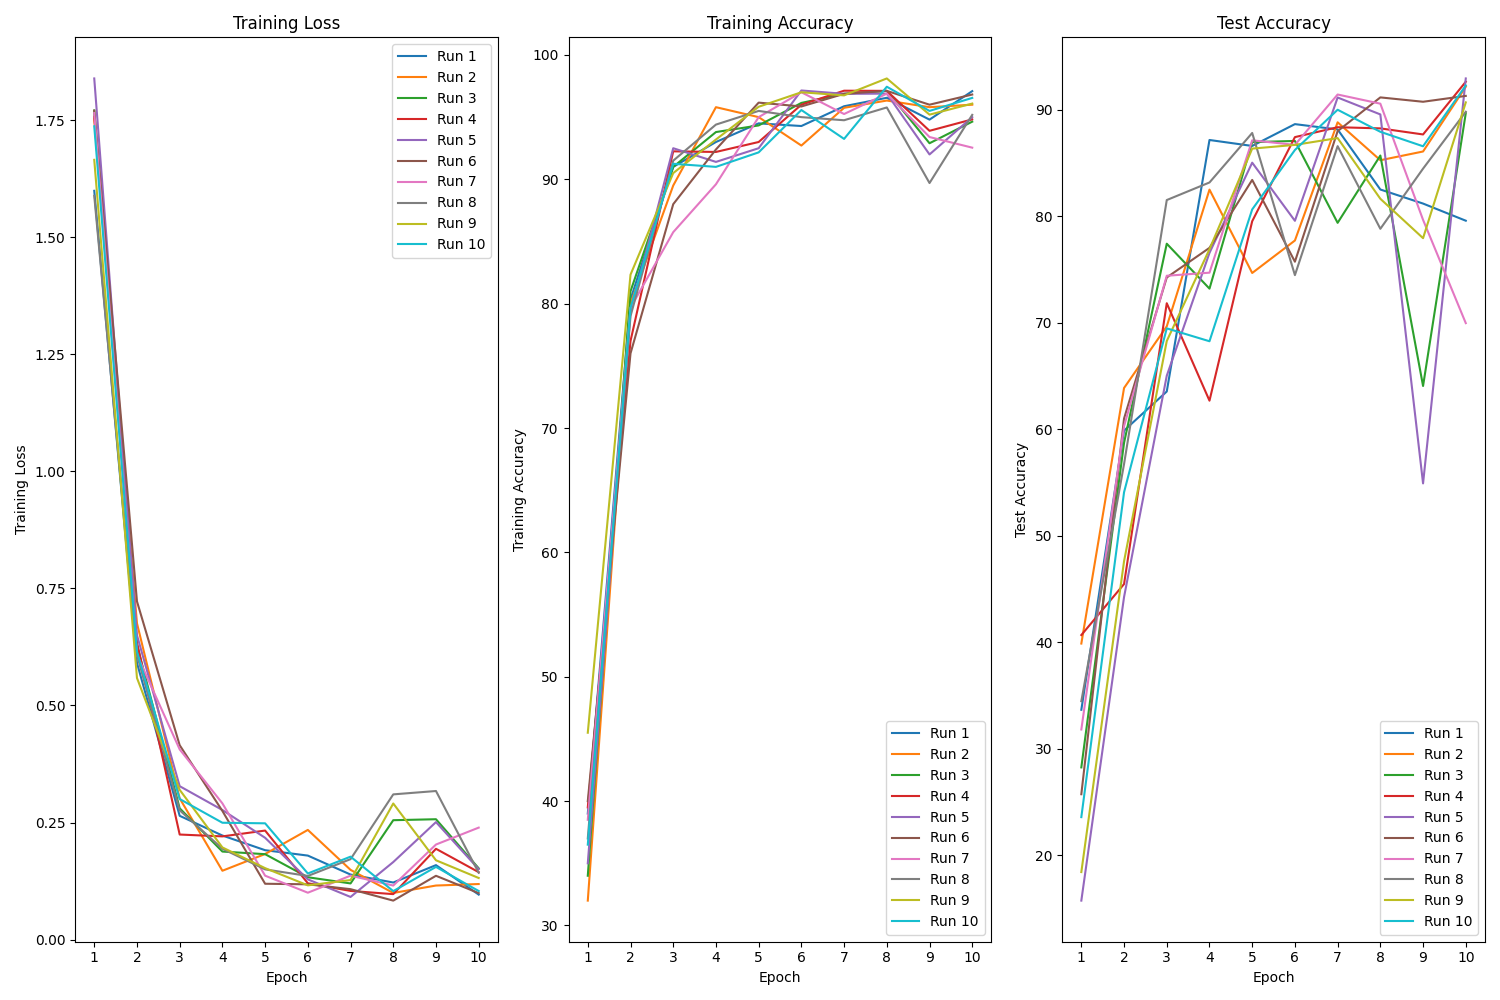 Training Loss
Training Loss
1.75
1.50
1.25
1.00
0.75
0.50
0.25
0.00
1 2 3 4 5 6 7 8 9 10
Epoch
Run 1
Run 2
Run 3
Run 4
Run 5
Run 6
Run 7
Run 8
Run 9
Run 10
Training Accuracy
Training Accuracy
100
90
80
70
60
50
40
30
1 2 3 4 5 6 7 8 9 10
Epoch
Run 1
Run 2
Run 3
Run 4
Run 5
Run 6
Run 7
Run 8
Run 9
Run 10
Test Accuracy
Test Accuracy
90
80
70
60
50
40
30
20
1 2 3 4 5 6 7 8 9 10
Epoch
Run 1
Run 2
Run 3
Run 4
Run 5
Run 6
Run 7
Run 8
Run 9
Run 10